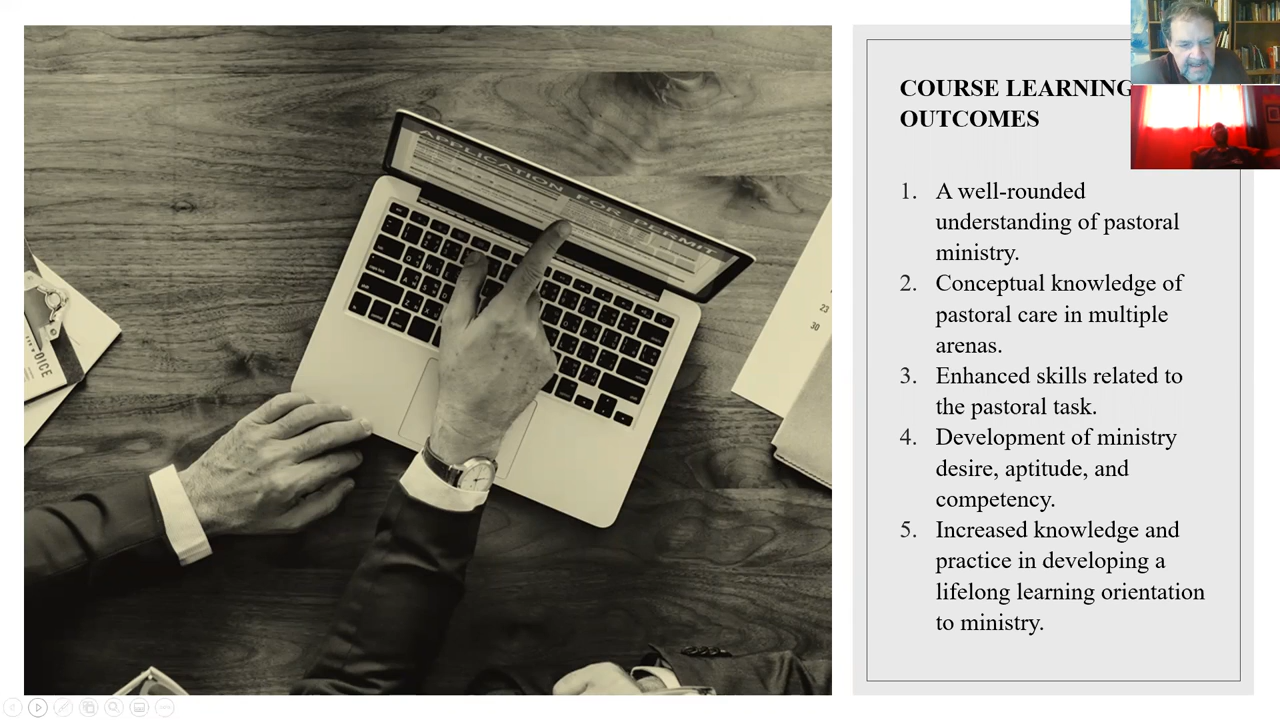 APPLICATION FOR PERMIT
COURSE LEARNING
OUTCOMES
1. A well-rounded
understanding of pastoral
ministry.
2. Conceptual knowledge of
pastoral care in multiple
arenas.
3. Enhanced skills related to
the pastoral task.
4. Development of ministry
desire, aptitude, and
competency.
5. Increased knowledge and
practice in developing a
lifelong learning orientation
to ministry.
23
30